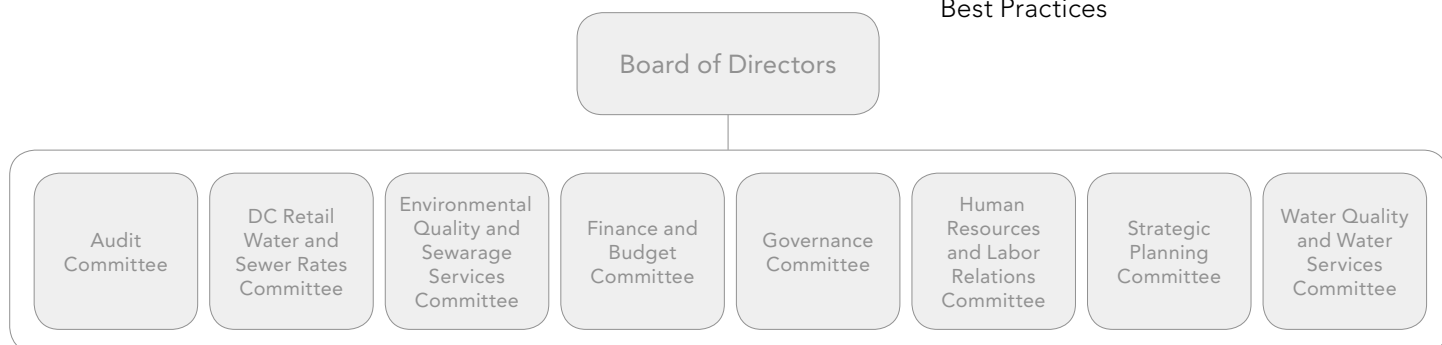 Best Practices
Board of Directors
Audit
Committee
DC Retail
Water and
Sewer Rates
Committee
Environmental
Quality and
Sewarage
Services
Committee
Finance and
Budget
Committee
Governance
Committee
Human
Resources
and Labor
Relations
Committee
Strategic
Planning
Committee
Water Quality
and Water
Services
Committee